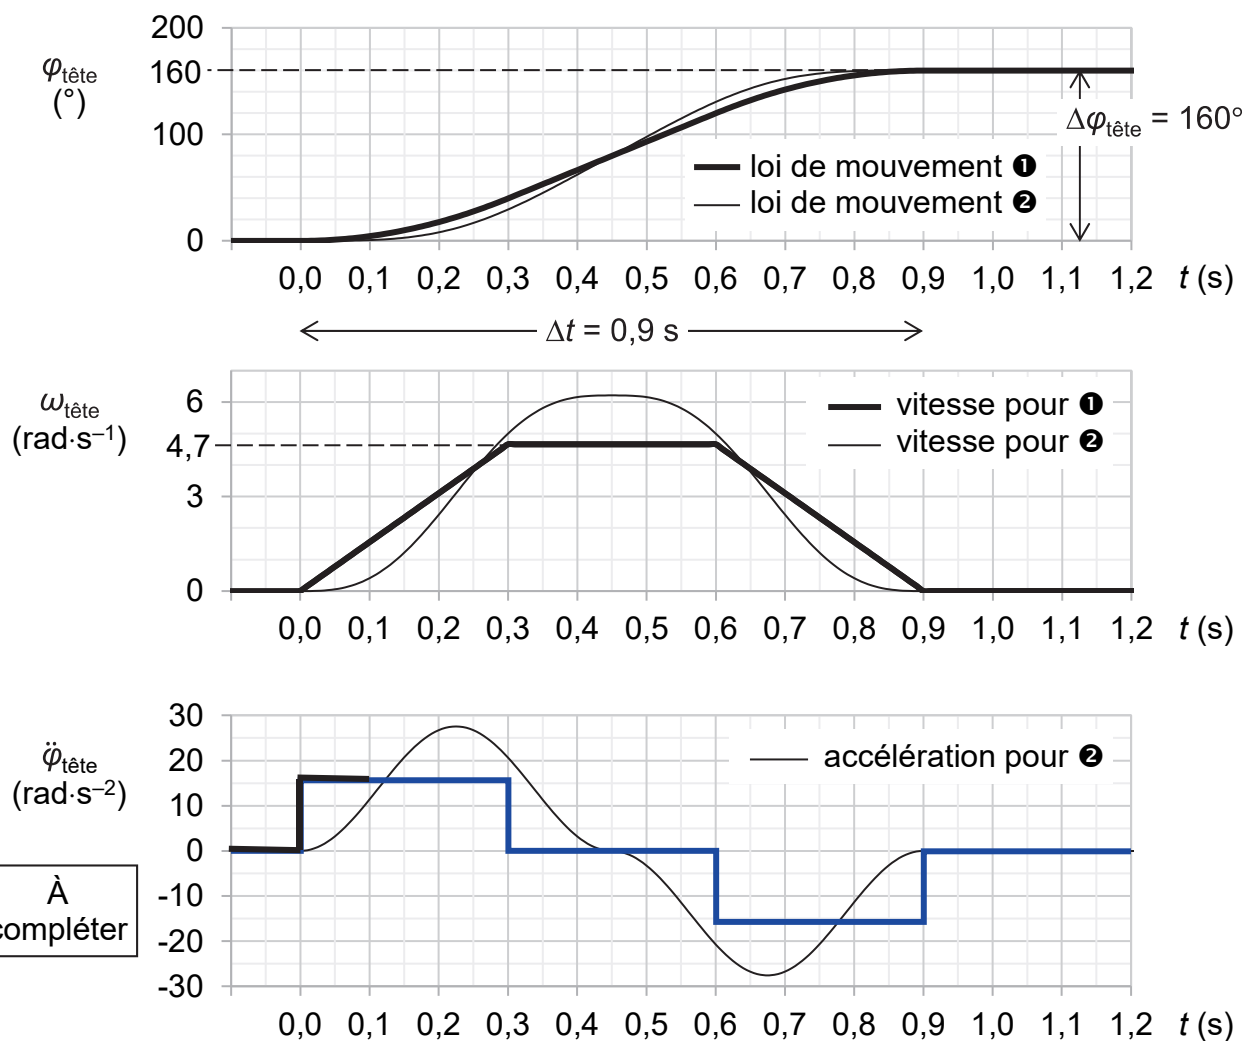 200
φtête
(°)
160
Δφtête = 160°
100
loi de mouvement ❶
loi de mouvement ❷
0
0,0 0,1 0,2 0,3 0,4 0,5 0,6 0,7 0,8 0,9 1,0 1,1 1,2 t (s)
Δt = 0,9 s
ωtête
(rad·s–1)
6
vitesse pour ❶
4,7
vitesse pour ❷
3
0
0,0 0,1 0,2 0,3 0,4 0,5 0,6 0,7 0,8 0,9 1,0 1,1 1,2 t (s)
30
φ̈tête
(rad·s–2)
20
accélération pour ❷
10
0
À
compléter
-10
-20
-30
0,0 0,1 0,2 0,3 0,4 0,5 0,6 0,7 0,8 0,9 1,0 1,1 1,2 t (s)